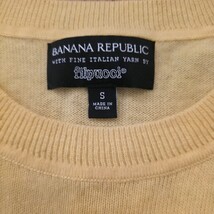 BANANA REPUBLIC
WITH FINE ITALIAN YARN BY
filpucci®
S
MADE IN
CHINA